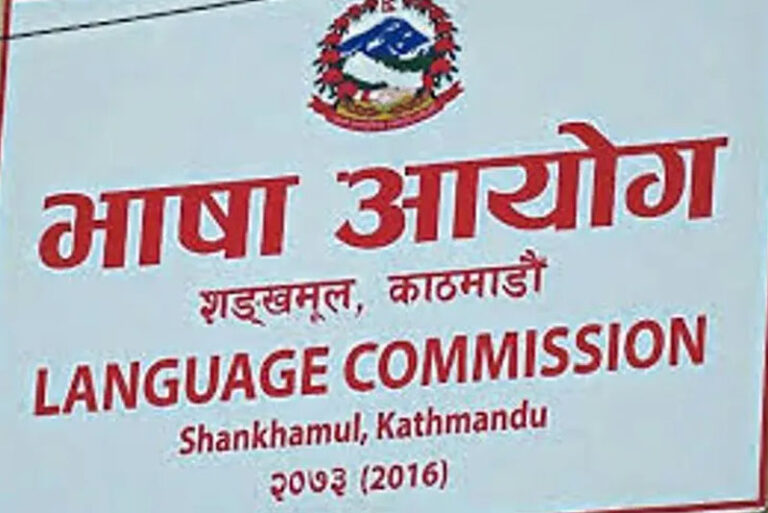 भाषा आयोग
शङ्खमूल, काठमाडौं
LANGUAGE COMMISSION
Shankhamul, Kathmandu
२०७३ (2016)